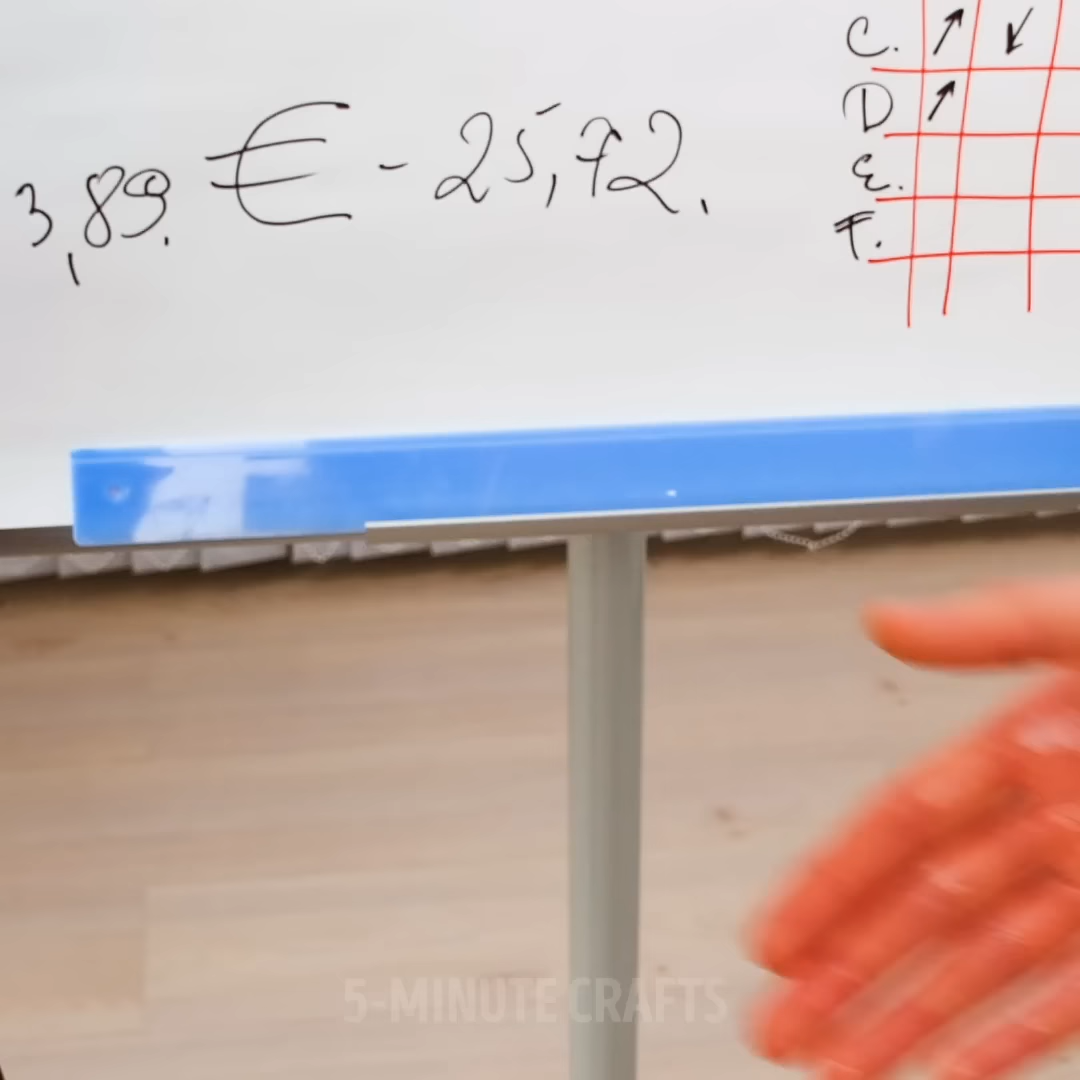 3,89. € - 25,72.
C. ↗ ↙
D ↗
E.
F.
5-MINUTE CRAFTS